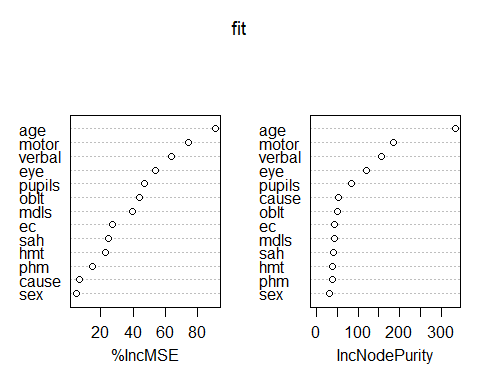 fit
age
motor
verbal
eye
pupils
oblt
mdls
ec
sah
hmt
phm
cause
sex
20 40 60 80
%IncMSE
age
motor
verbal
eye
pupils
cause
oblt
ec
mdls
sah
hmt
phm
sex
0 100 200 300
IncNodePurity